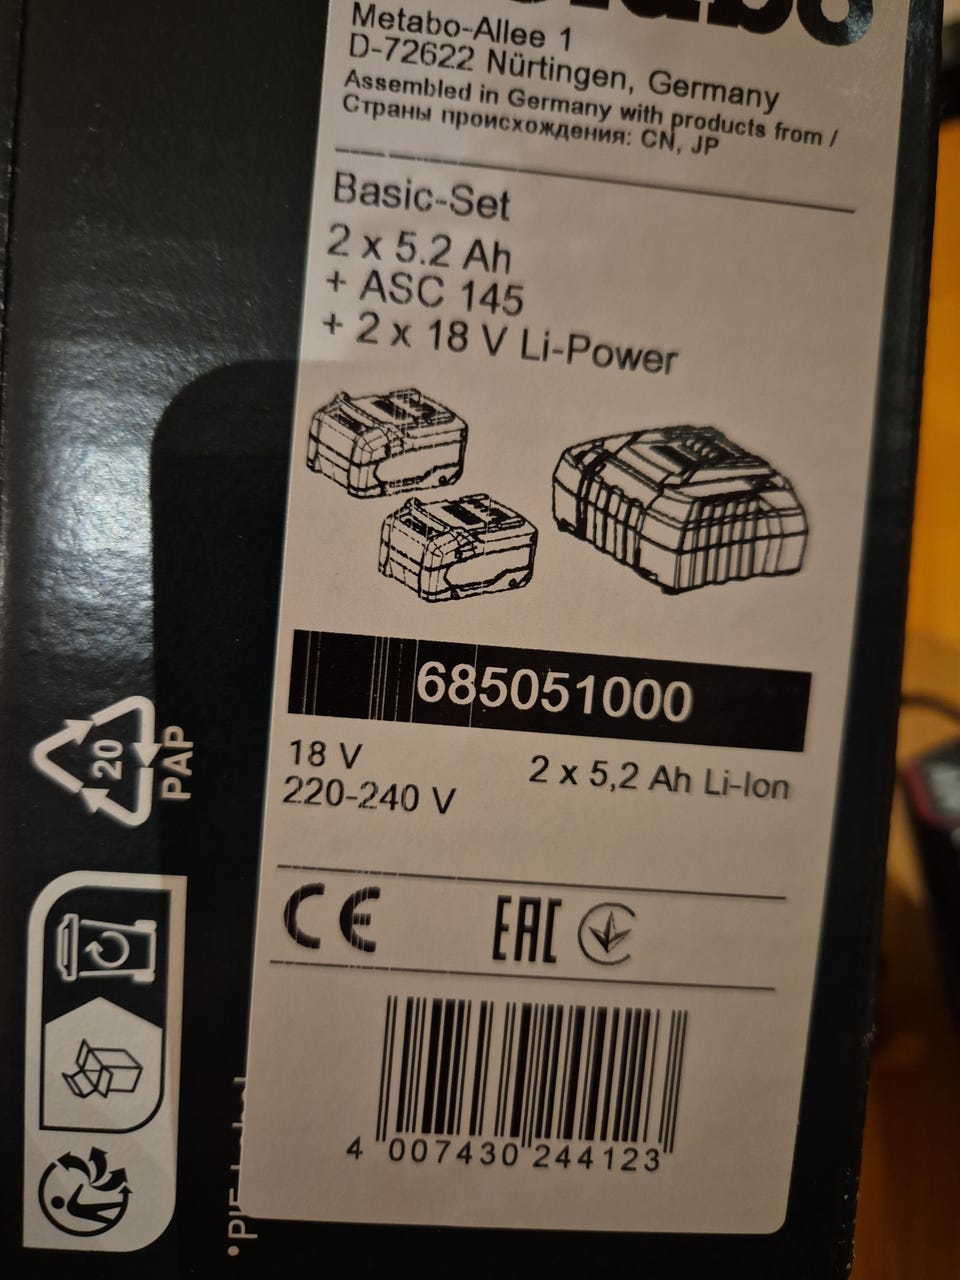 Metabo-Allee 1
D-72622 Nürtingen, Germany
Assembled in Germany with products from /
Страны происхождения: CN, JP
Basic-Set
2 x 5.2 Ah
+ ASC 145
+ 2 x 18 V Li-Power
685051000
18 V
220-240 V
2 x 5,2 Ah Li-Ion
CE
EAC
4 007430 244123
20
PAP